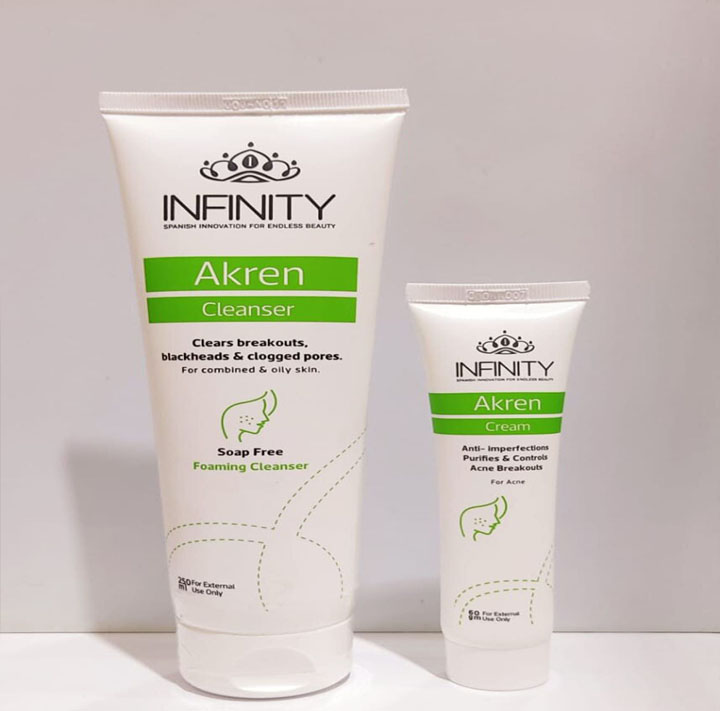 INFINITY
SPANISH INNOVATION FOR ENDLESS BEAUTY
Akren
Cleanser
Clears breakouts,
blackheads & clogged pores.
For combined & oily skin.
Soap Free
Foaming Cleanser
250
ml
For External
Use Only
INFINITY
SPANISH INNOVATION FOR ENDLESS BEAUTY
Akren
Cream
Anti- imperfections
Purifies & Controls
Acne Breakouts
For Acne
gm
For External
Use Only